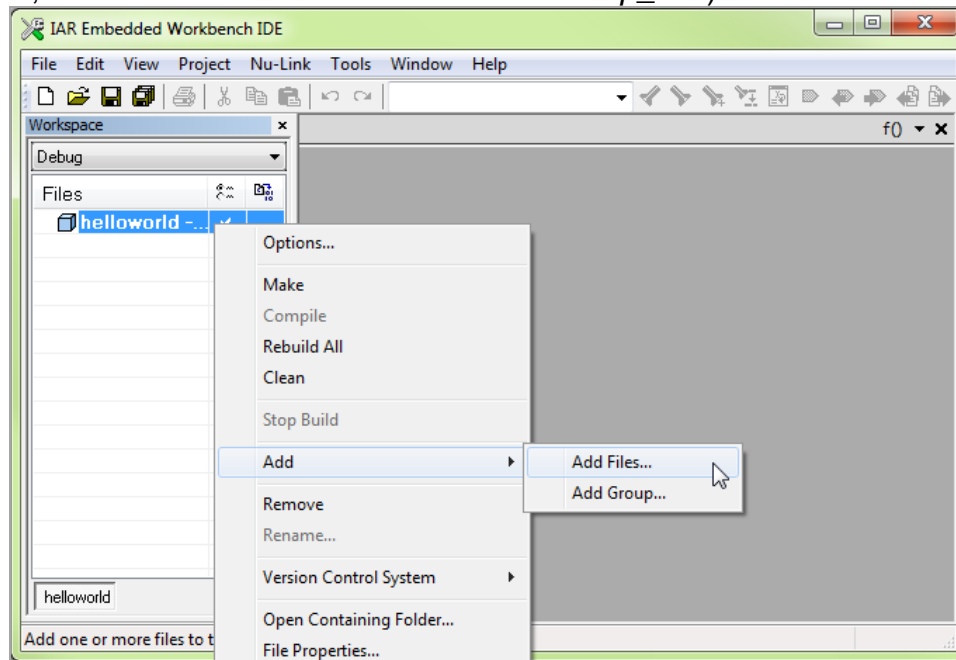 IAR Embedded Workbench IDE
File Edit View Project Nu-Link Tools Window Help
Workspace
f()
Debug
Files
helloworld -...
Options...
Make
Compile
Rebuild All
Clean
Stop Build
Add
Add Files...
Add Group...
Remove
Rename...
Version Control System
helloworld
Open Containing Folder...
Add one or more files to t
File Properties...